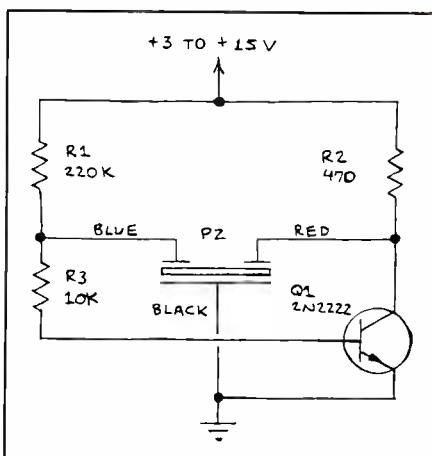 +3 TO +15V
R1
220K
R2
470
BLUE
PZ
RED
R3
10K
BLACK
Q1
2N2222